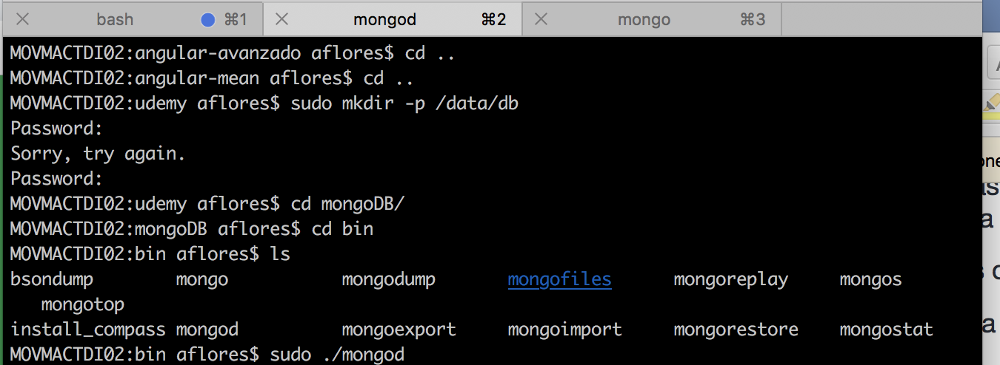 bash ⌘1 mongod ⌘2 mongo ⌘3
MOVMACTDI02:angular-avanzado aflores$ cd ..
MOVMACTDI02:angular-mean aflores$ cd ..
MOVMACTDI02:udemy aflores$ sudo mkdir -p /data/db
Password:
Sorry, try again.
Password:
MOVMACTDI02:udemy aflores$ cd mongoDB/
MOVMACTDI02:mongoDB aflores$ cd bin
MOVMACTDI02:bin aflores$ ls
bsondump mongo mongodump mongofiles mongoreplay mongos
mongotop
install_compass mongod mongoexport mongoimport mongorestore mongostat
MOVMACTDI02:bin aflores$ sudo ./mongod